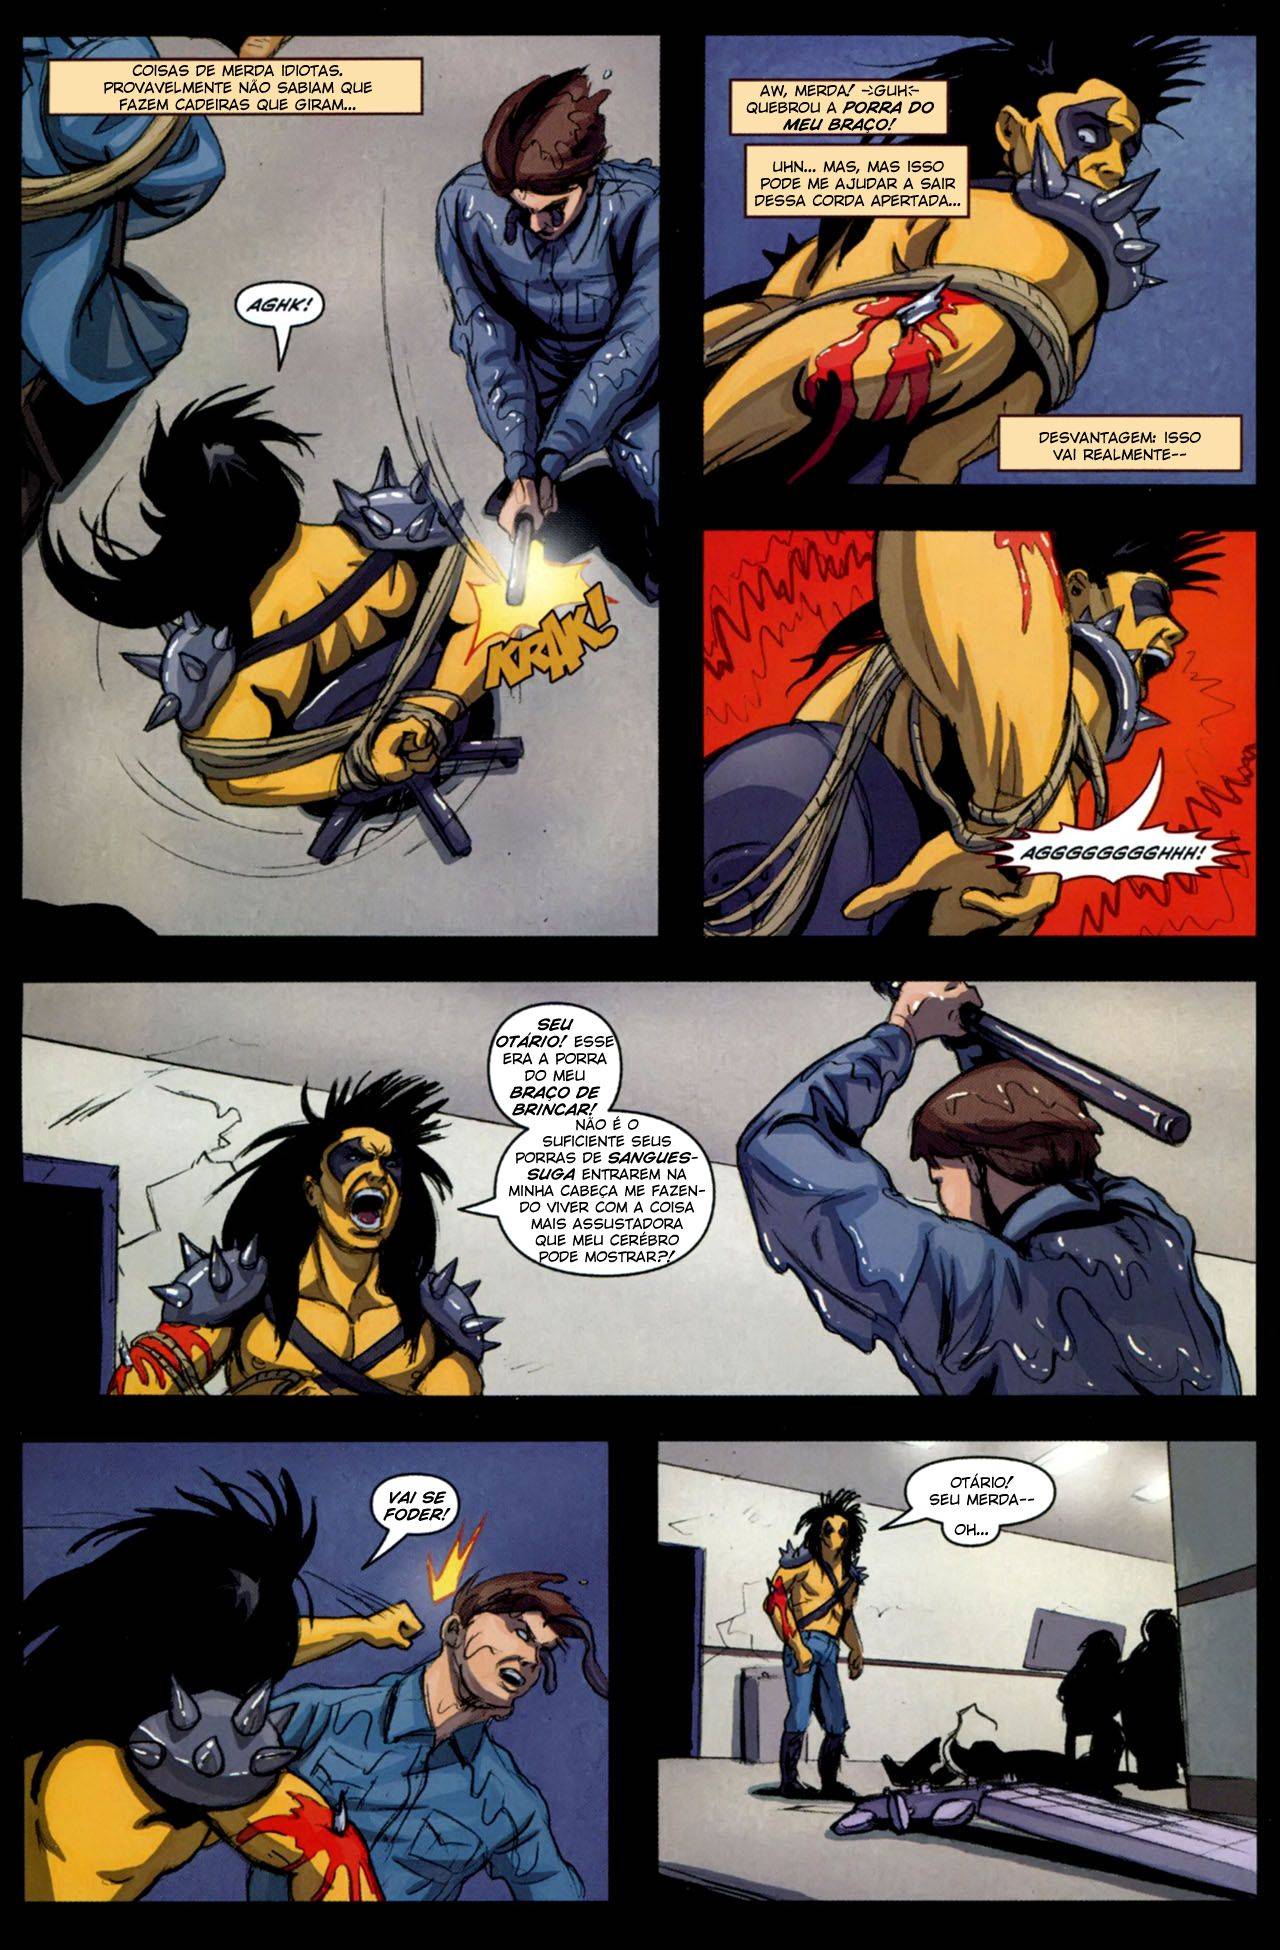 COISAS DE MERDA IDIOTAS.
PROVAVELMENTE NÃO SABIAM QUE
FAZEM CADEIRAS QUE GIRAM...
AGHK!
KRAK!
AW, MERDA! -GUH-
QUEBROU A PORRA DO
MEU BRAÇO!
UHN... MAS, MAS ISSO
PODE ME AJUDAR A SAIR
DESSA CORDA APERTADA...
DESVANTAGEM: ISSO
VAI REALMENTE--
AGGGGGGGGGHHH!
SEU
OTÁRIO! ESSE
ERA A PORRA
DO MEU
BRAÇO DE
BRINCAR!
NÃO É O
SUFICIENTE SEUS
PORRAS DE SANGUES-
SUGA ENTRAREM NA
MINHA CABEÇA ME FAZEN-
DO VIVER COM A COISA
MAIS ASSUSTADORA
QUE MEU CERÉBRO
PODE MOSTRAR?!
VAI SE
FODER!
OTÁRIO!
SEU MERDA--
OH...